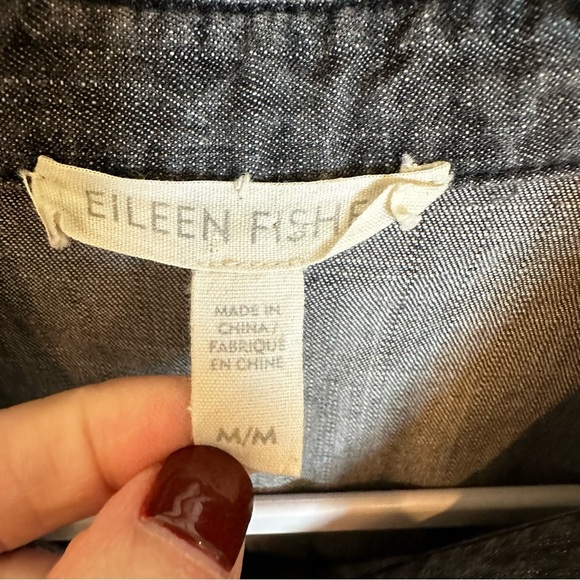 EILEEN FISHE
MADE IN
CHINA /
FABRIQUÉ
EN CHINE
M/M